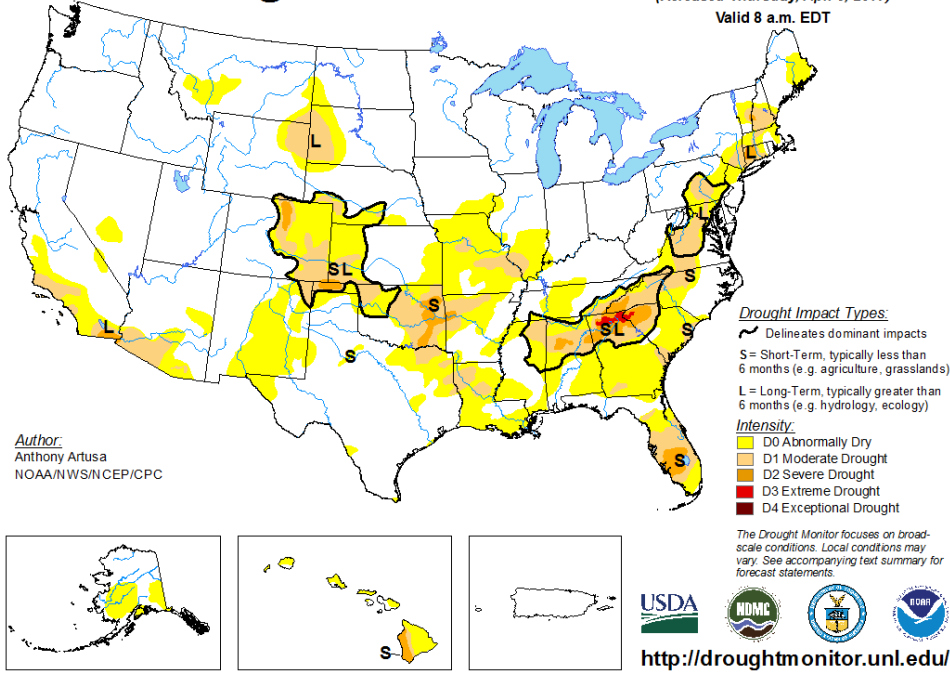 Valid 8 a.m. EDT
L
L
L
S L
S
S
S
S L
S
L
S
Drought Impact Types:
Delineates dominant impacts
S = Short-Term, typically less than
6 months (e.g. agriculture, grasslands)
L = Long-Term, typically greater than
6 months (e.g. hydrology, ecology)
Intensity:
D0 Abnormally Dry
D1 Moderate Drought
D2 Severe Drought
D3 Extreme Drought
D4 Exceptional Drought
Author:
Anthony Artusa
NOAA/NWS/NCEP/CPC
S
The Drought Monitor focuses on broad-
scale conditions. Local conditions may
vary. See accompanying text summary for
forecast statements.
USDA
NDMC
NOAA
http://droughtmonitor.unl.edu/